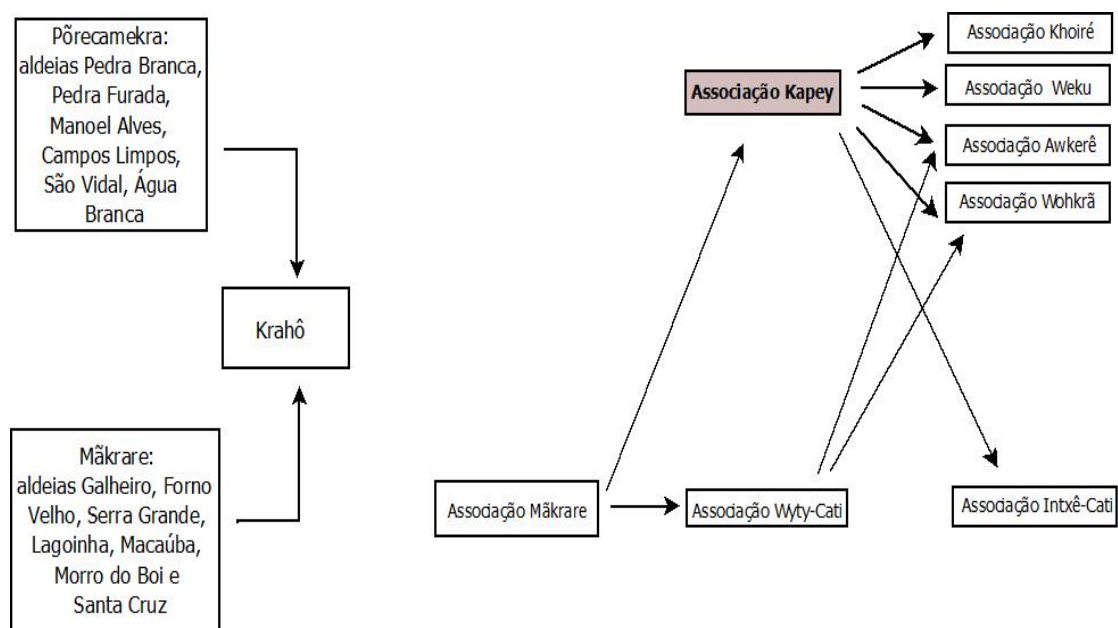 Põrecamekra:
aldeias Pedra Branca,
Pedra Furada,
Manoel Alves,
Campos Limpos,
São Vidal, Água
Branca
Krahô
Mãkrare:
aldeias Galheiro, Forno
Velho, Serra Grande,
Lagoinha, Macaúba,
Morro do Boi e
Santa Cruz
Associação Kapey
Associação Khoiré
Associação Weku
Associação Awkerê
Associação Wohkrã
Associação Mãkrare
Associação Wyty-Cati
Associação Intxê-Cati